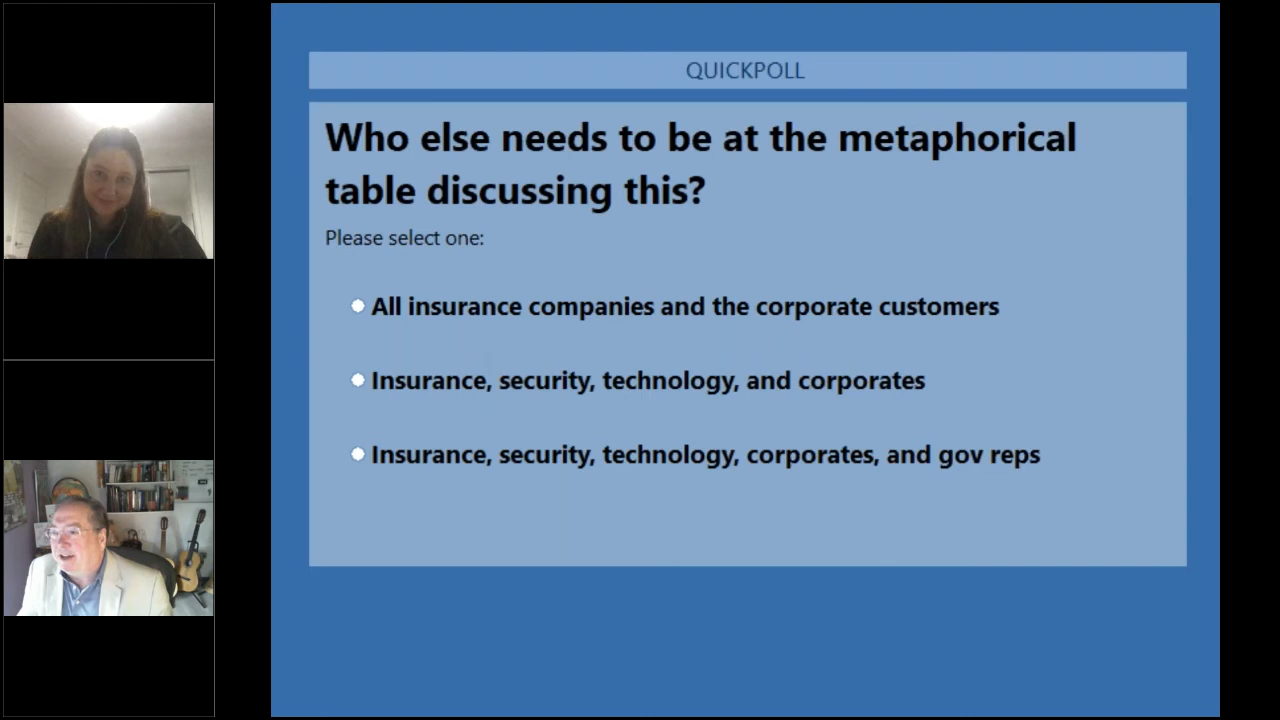 QUICKPOLL
Who else needs to be at the metaphorical
table discussing this?
Please select one:
All insurance companies and the corporate customers
Insurance, security, technology, and corporates
Insurance, security, technology, corporates, and gov reps